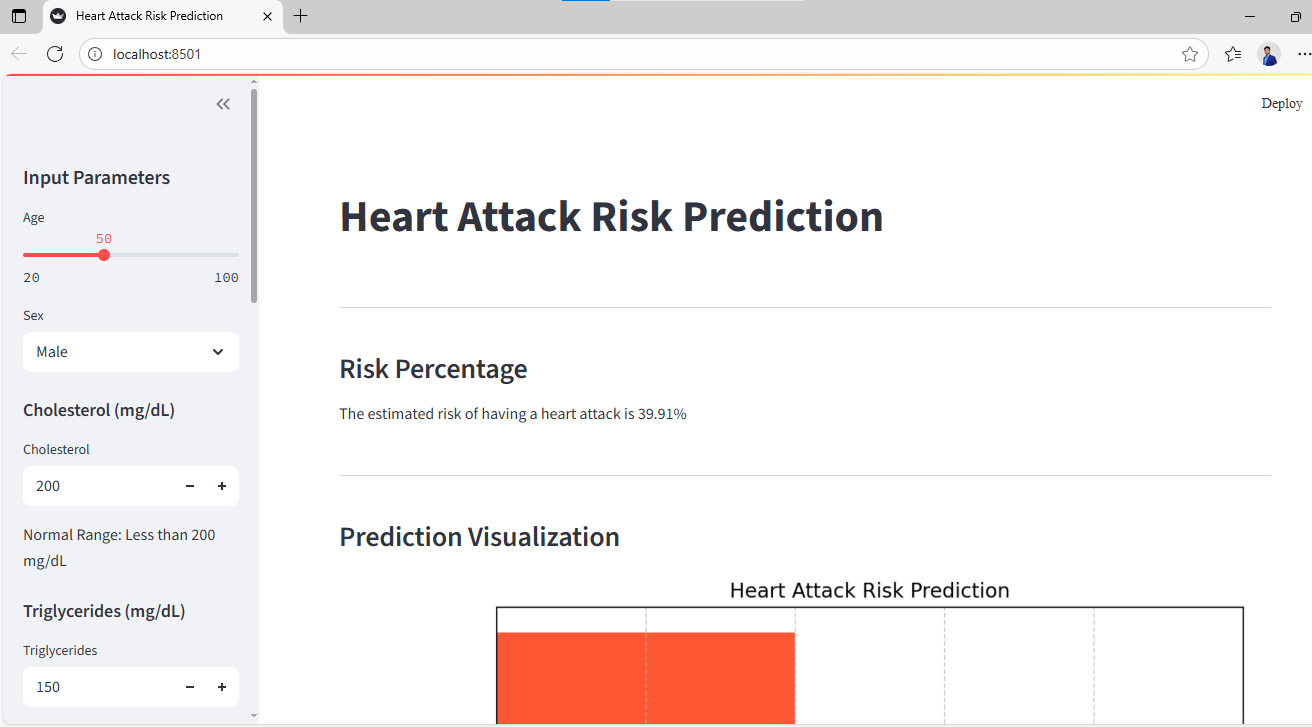 Heart Attack Risk Prediction
localhost:8501
Deploy
Input Parameters
Age
50
20 100
Sex
Male
Cholesterol (mg/dL)
Cholesterol
200 − +
Normal Range: Less than 200
mg/dL
Triglycerides (mg/dL)
Triglycerides
150 − +
Heart Attack Risk Prediction
Risk Percentage
The estimated risk of having a heart attack is 39.91%
Prediction Visualization
Heart Attack Risk Prediction